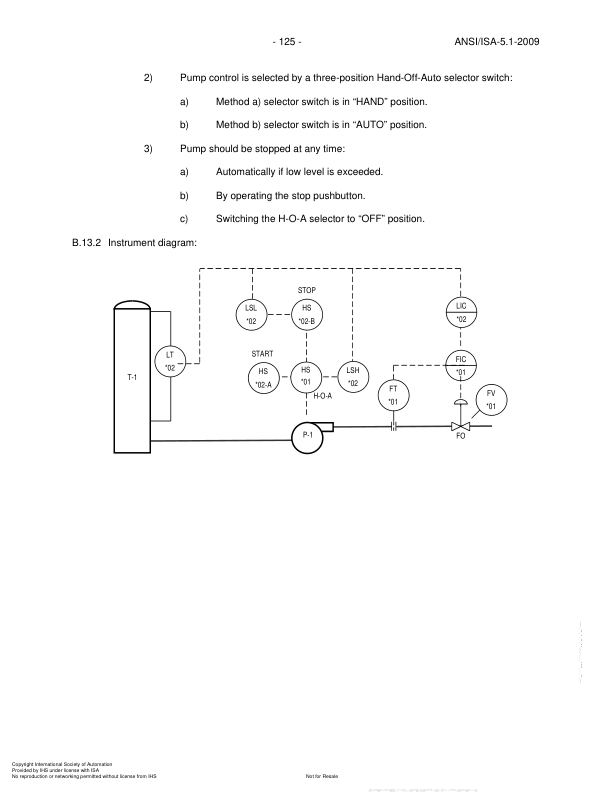 - 125 - ANSI/ISA-5.1-2009
2) Pump control is selected by a three-position Hand-Off-Auto selector switch:
a) Method a) selector switch is in “HAND” position.
b) Method b) selector switch is in “AUTO” position.
3) Pump should be stopped at any time:
a) Automatically if low level is exceeded.
b) By operating the stop pushbutton.
c) Switching the H-O-A selector to “OFF” position.
B.13.2 Instrument diagram:
STOP
LSL
*02
HS
*02-B
LIC
*02
LT
*02
START
HS
*02-A
HS
*01
H-O-A
LSH
*02
FIC
*01
T-1
FT
*01
FV
*01
P-1
FO
Copyright International Society of Automation
Provided by IHS under license with ISA
No reproduction or networking permitted without license from IHS Not for Resale